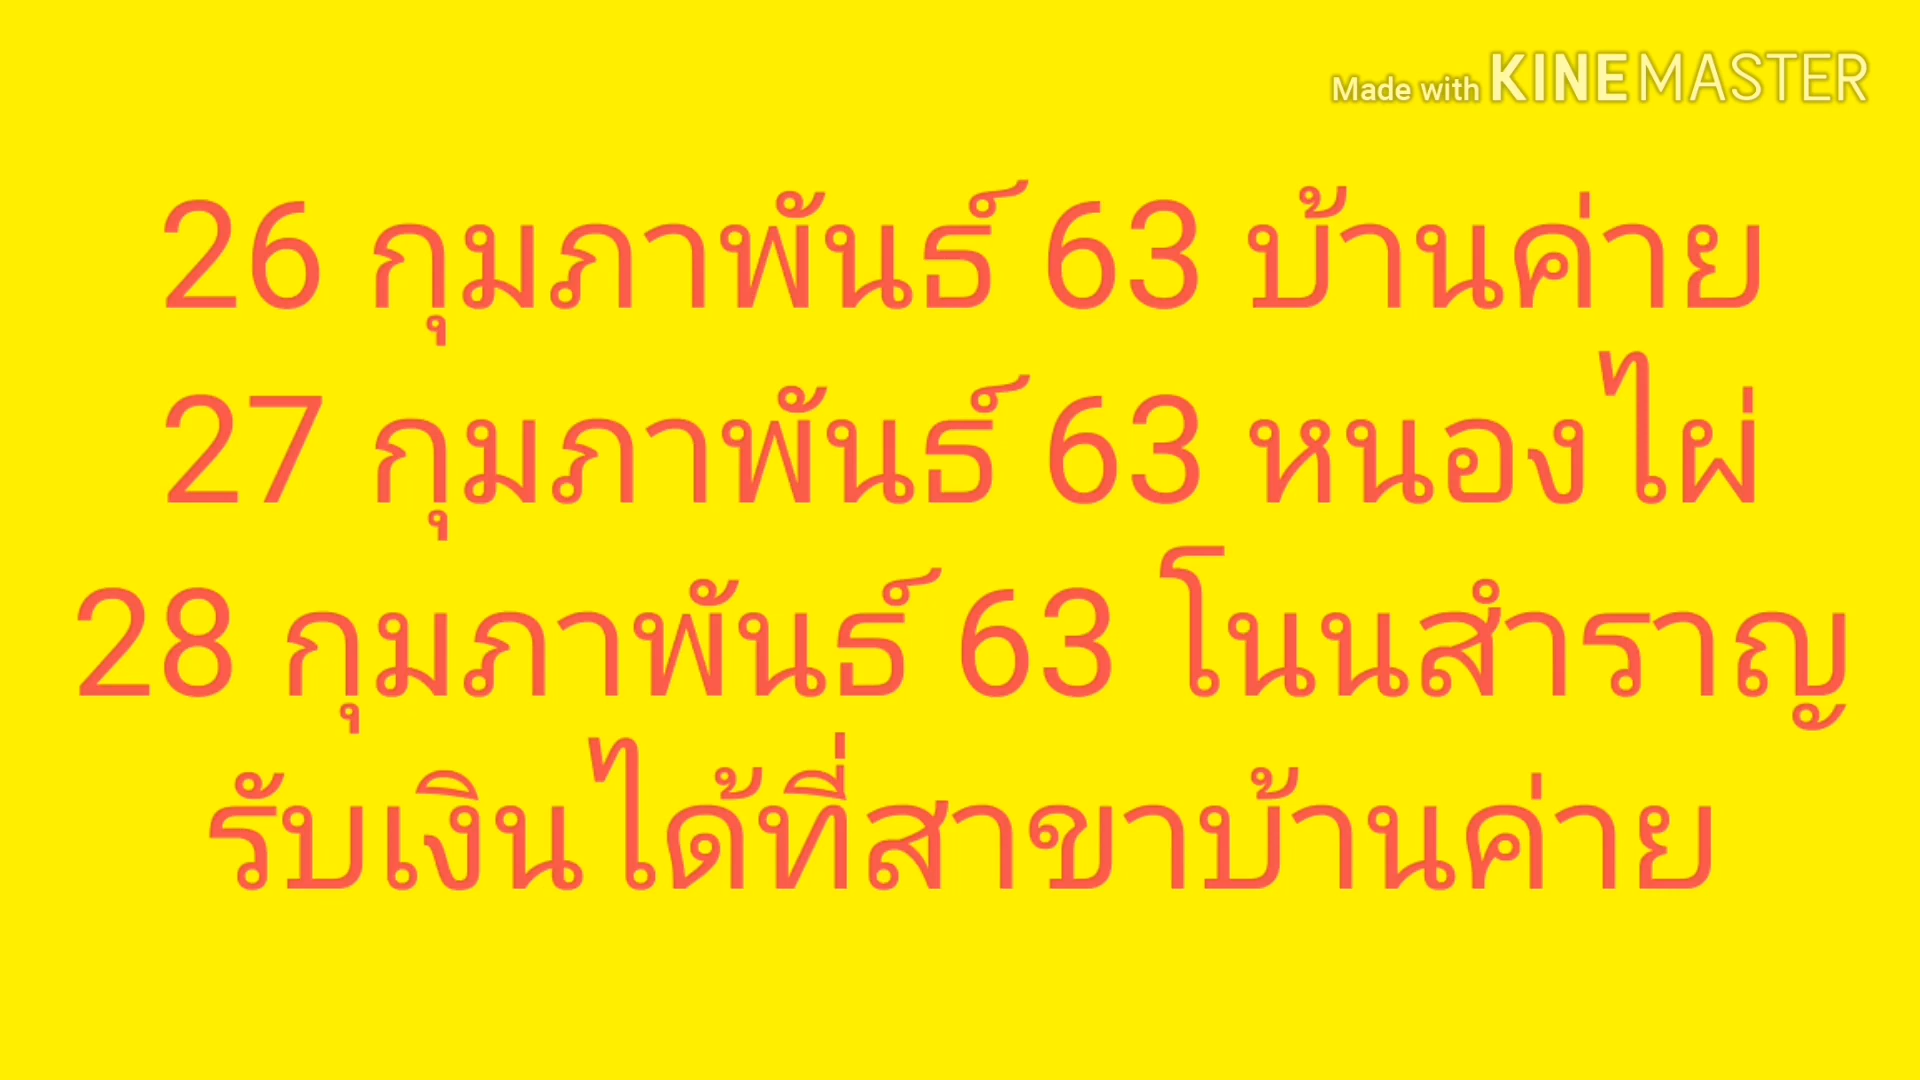 Made with KINEMASTER
26 กุมภาพันธ์ 63 บ้านค่าย
27 กุมภาพันธ์ 63 หนองไผ่
28 กุมภาพันธ์ 63 โนนสำราญ
รับเงินได้ที่สาขาบ้านค่าย